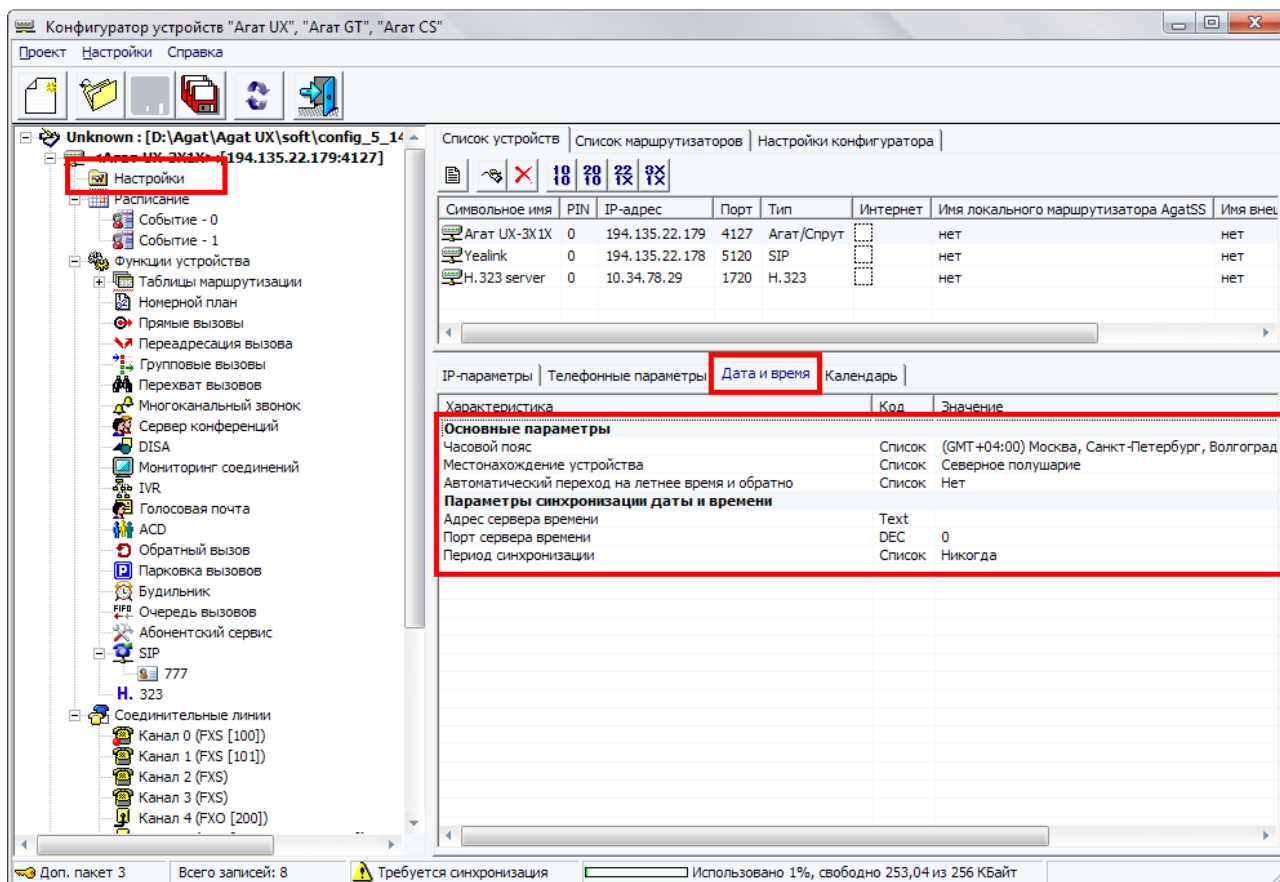 Конфигуратор устройств "Агат UX", "Агат GT", "Агат CS"
Проект Настройки Справка
Unknown : [D:\Agat\Agat UX\soft\config_5_14
<Агат UX-3X1X> :[194.135.22.179:4127]
Настройки
Расписание
Событие - 0
Событие - 1
Функции устройства
Таблицы маршрутизации
Номерной план
Прямые вызовы
Переадресация вызова
Групповые вызовы
Перехват вызовов
Многоканальный звонок
Сервер конференций
DISA
Мониторинг соединений
IVR
Голосовая почта
ACD
Обратный вызов
Парковка вызовов
Будильник
FIFO Очередь вызовов
Абонентский сервис
SIP
777
H. 323
Соединительные линии
Канал 0 (FXS [100])
Канал 1 (FXS [101])
Канал 2 (FXS)
Канал 3 (FXS)
Канал 4 (FXO [200])
Список устройств Список маршрутизаторов Настройки конфигуратора
Символьное имя PIN IP-адрес Порт Тип Интернет Имя локального маршрутизатора AgatSS Имя внеш
Агат UX-3X1X 0 194.135.22.179 4127 Агат/Спрут нет нет
Yealink 0 194.135.22.178 5120 SIP нет нет
H.323 server 0 10.34.78.29 1720 H.323 нет нет
IP-параметры Телефонные параметры Дата и время Календарь
Характеристика Код Значение
Основные параметры
Часовой пояс Список (GMT+04:00) Москва, Санкт-Петербург, Волгоград
Местонахождение устройства Список Северное полушарие
Автоматический переход на летнее время и обратно Список Нет
Параметры синхронизации даты и времени
Адрес сервера времени Text
Порт сервера времени DEC 0
Период синхронизации Список Никогда
Доп. пакет 3 Всего записей: 8 Требуется синхронизация Использовано 1%, свободно 253,04 из 256 КБайт